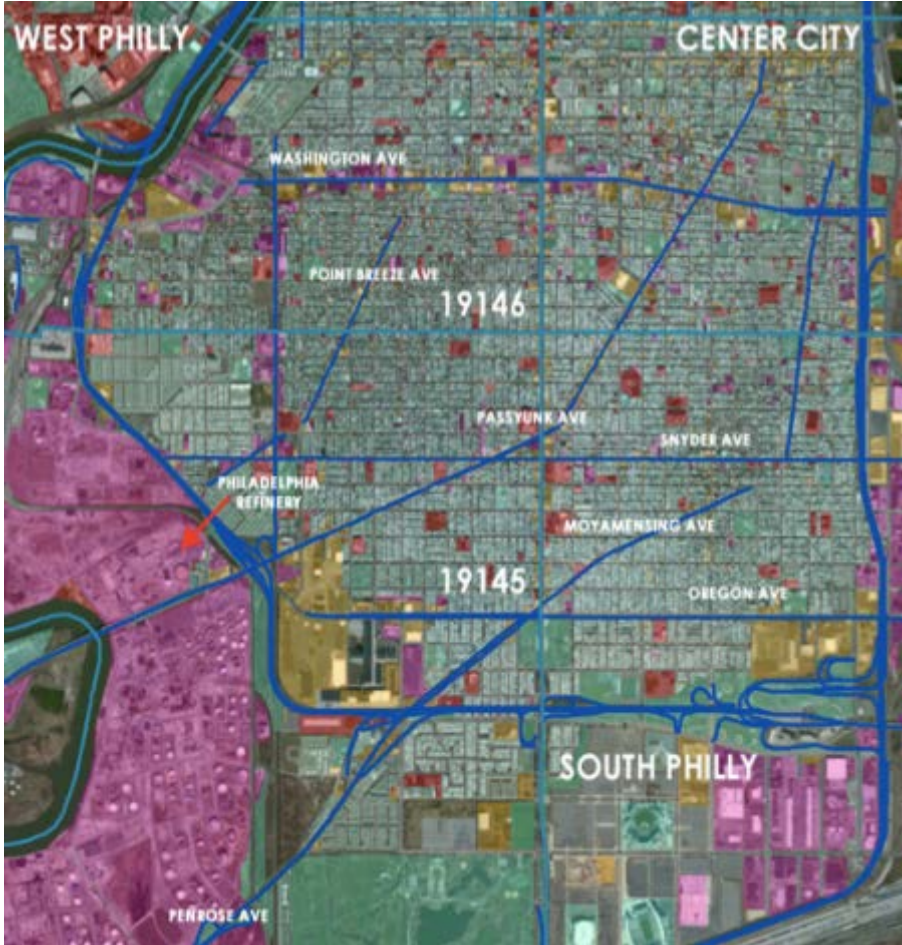 WEST PHILLY
CENTER CITY
WASHINGTON AVE
POINT BREEZE AVE
19146
PASSYUNK AVE
SNYDER AVE
PHILADELPHIA
REFINERY
MOYAMENSING AVE
19145
OREGON AVE
SOUTH PHILLY
PENROSE AVE